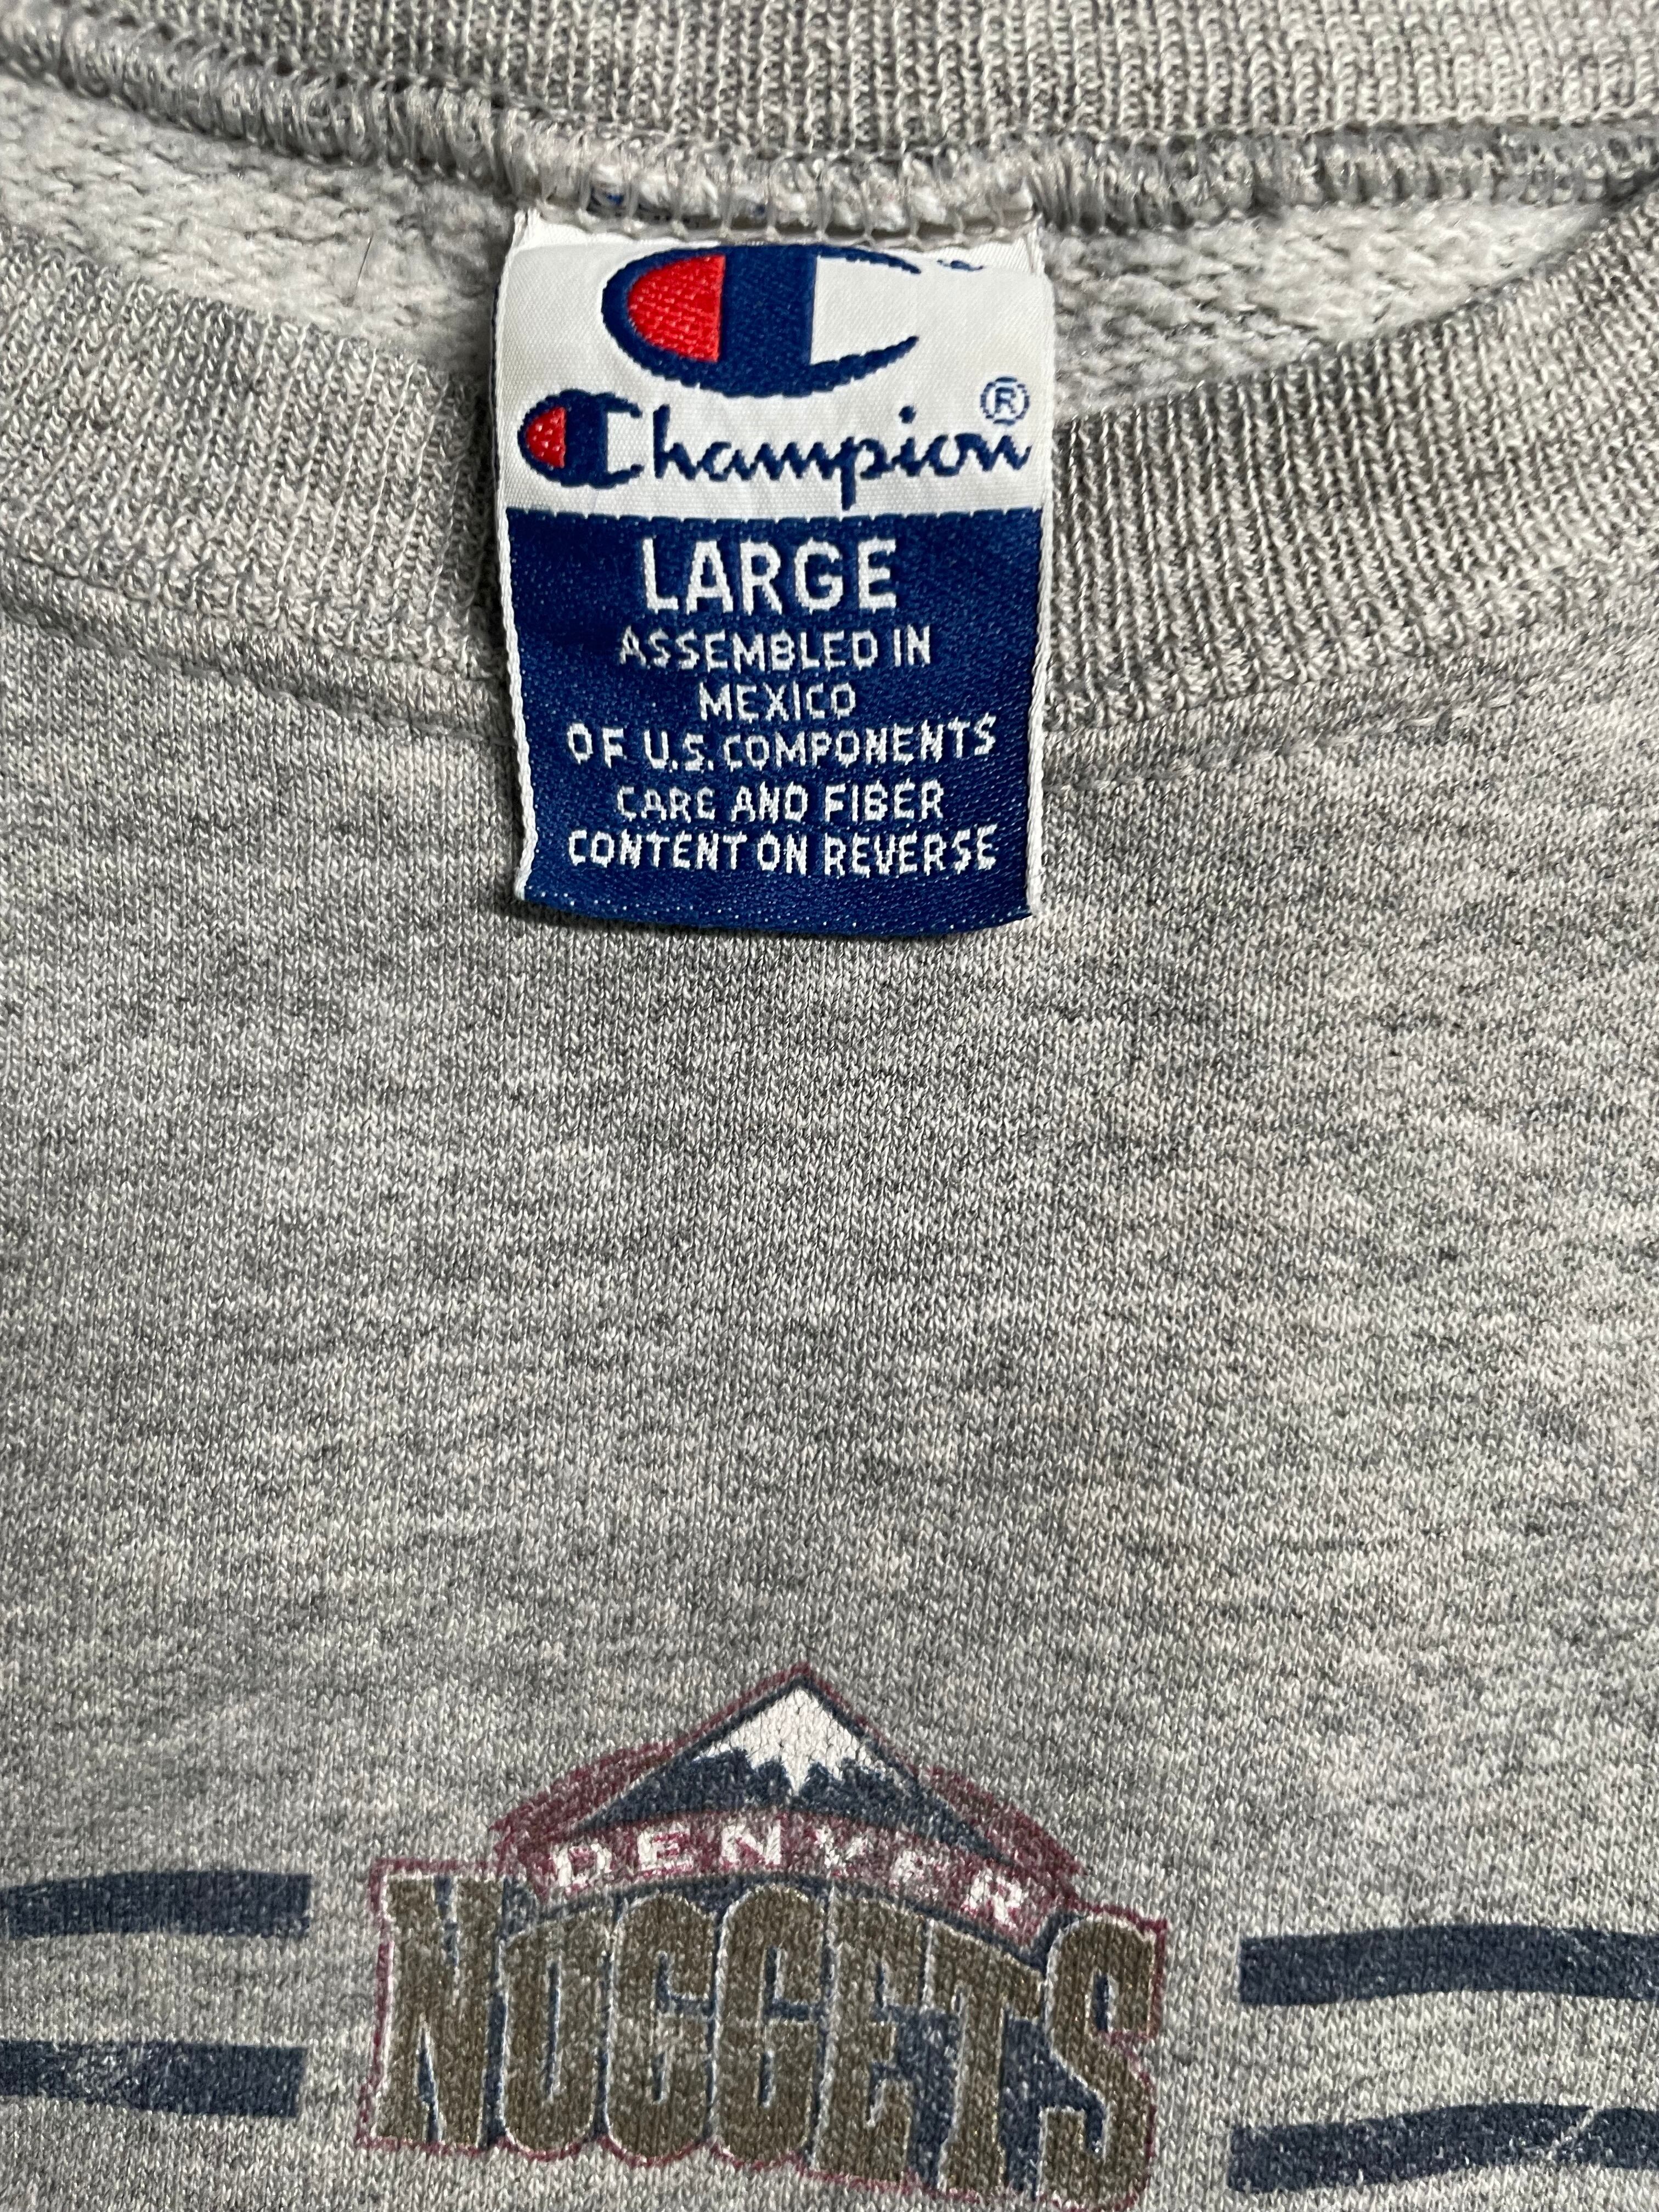 Champion®
LARGE
ASSEMBLED IN
MEXICO
OF U.S. COMPONENTS
CARE AND FIBER
CONTENT ON REVERSE
DENVER
NUGGETS